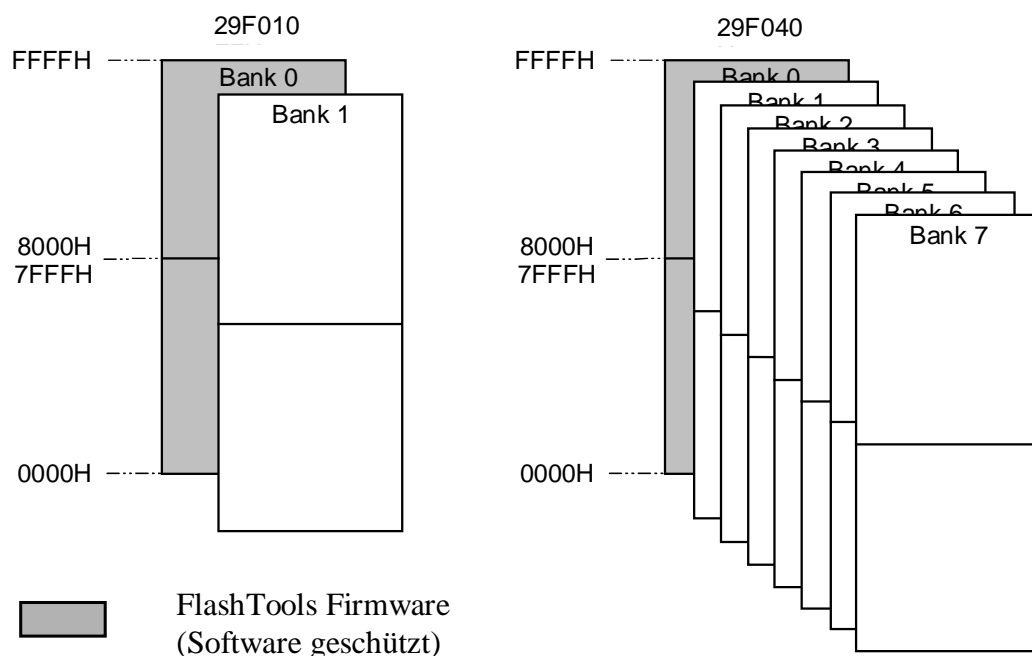 29F010
FFFFH
Bank 0
Bank 1
8000H
7FFFH
0000H
29F040
FFFFH
Bank 0
Bank 1
Bank 2
Bank 3
Bank 4
Bank 5
Bank 6
Bank 7
8000H
7FFFH
0000H
FlashTools Firmware
(Software geschützt)